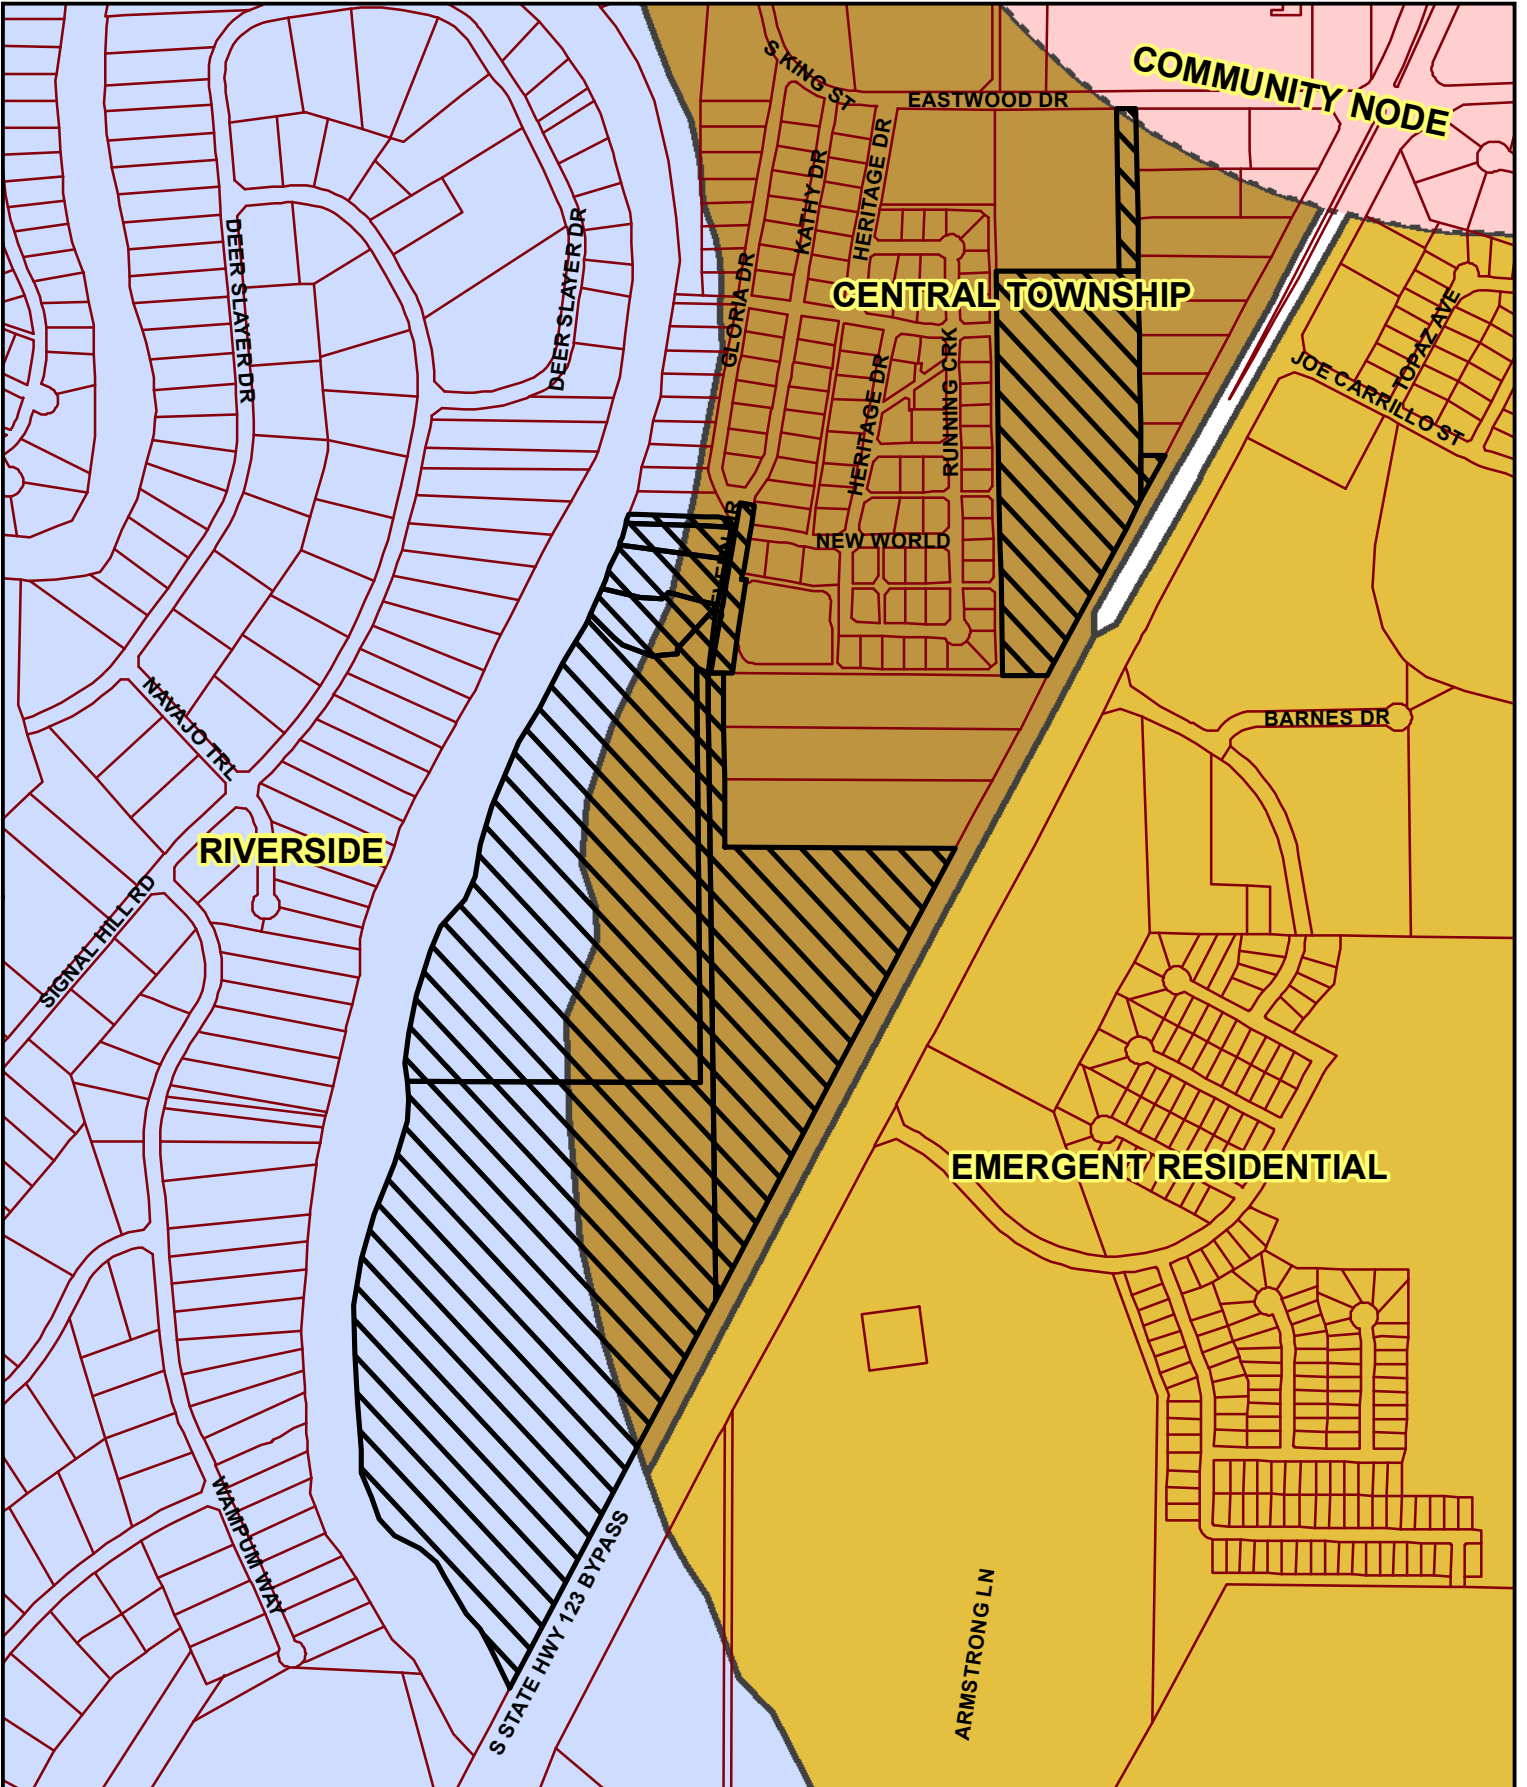 S KING ST
EASTWOOD DR
COMMUNITY NODE
KATHY DR
HERITAGE DR
DEER SLAYER DR
DEER SLAYER DR
GLORIA DR
CENTRAL TOWNSHIP
TOPAZ AVE
JOE CARRILLO ST
HERITAGE DR
RUNNING CRK
NEW WORLD
NAVAJO TRL
BARNES DR
RIVERSIDE
SIGNAL HILL RD
EMERGENT RESIDENTIAL
WAMPUM WAY
S STATE HWY 123 BYPASS
ARMSTRONG LN